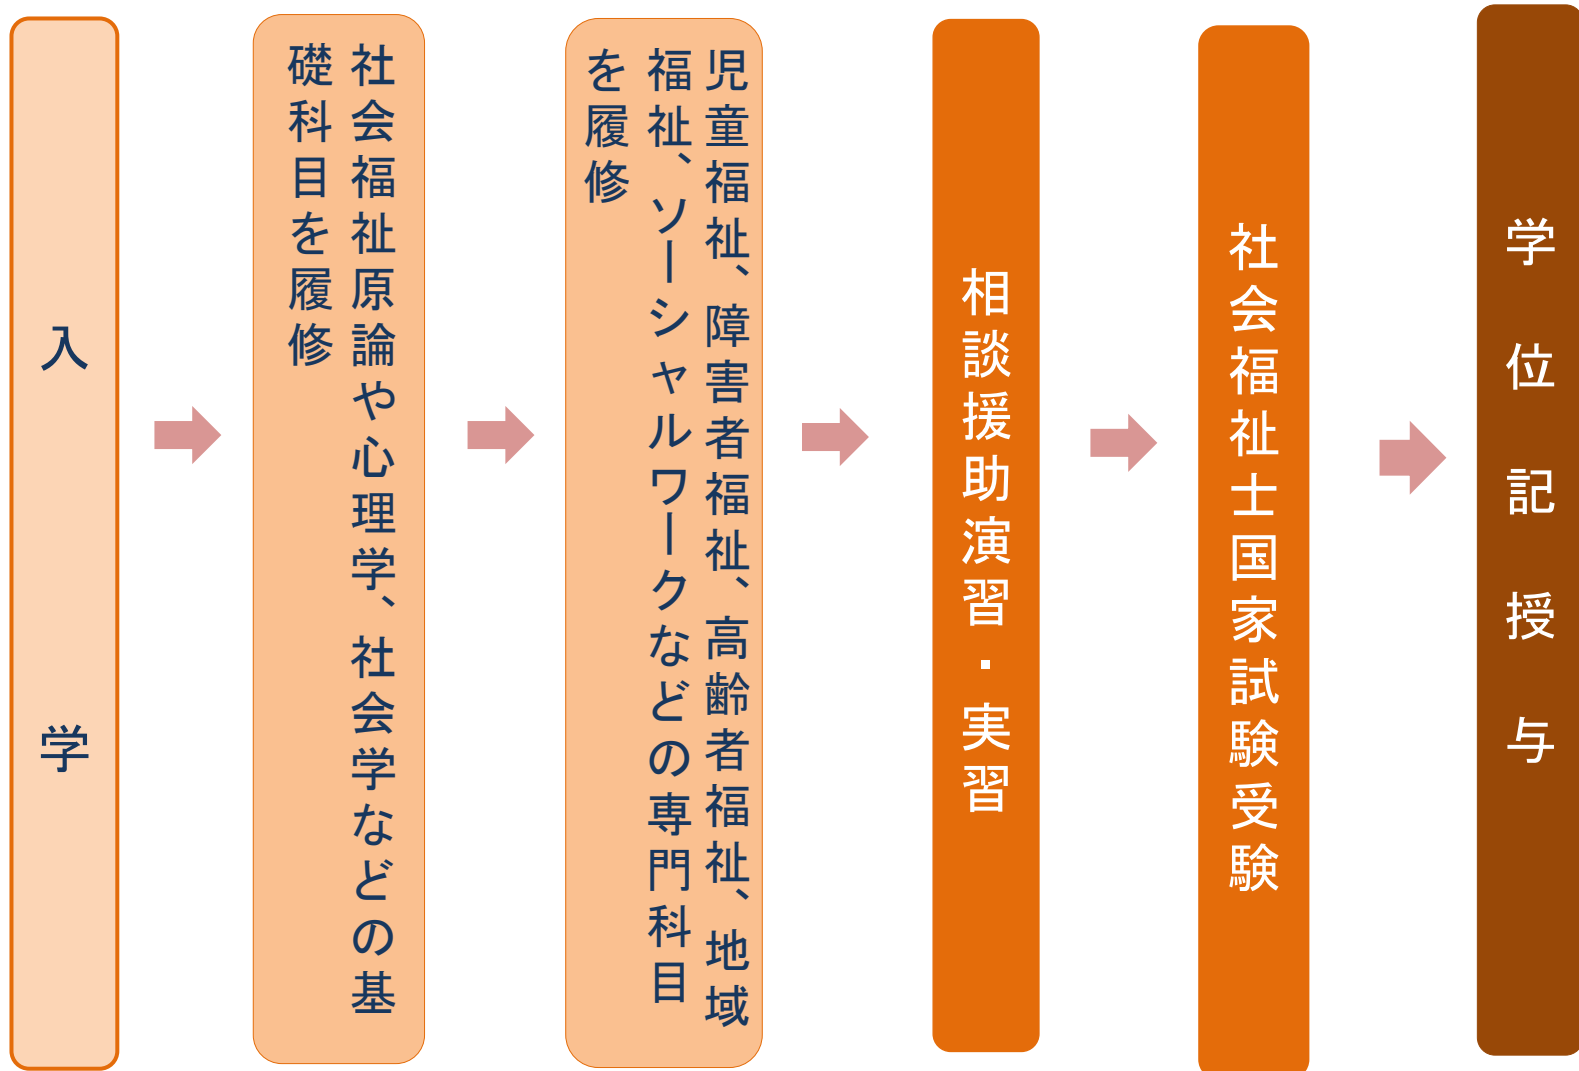 入学
社会福祉原論や心理学、社会学などの基
礎科目を履修
児童福祉、障害者福祉、高齢者福祉、地域
福祉、ソーシャルワークなどの専門科目
を履修
相談援助演習・実習
社会福祉士国家試験受験
学位記授与